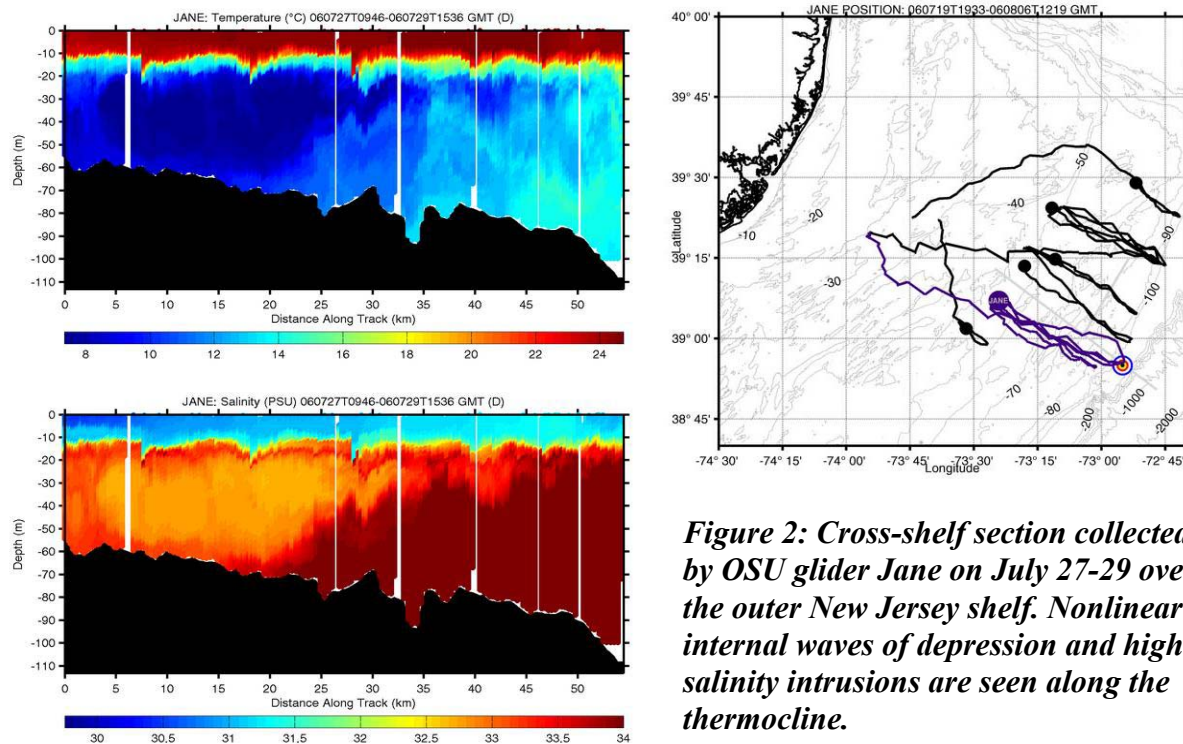 JANE: Temperature (°C) 060727T0946-060729T1536 GMT (D)
0
-10
-20
-30
-40
-50
-60
-70
-80
-90
-100
-110
Depth (m)
0 5 10 15 20 25 30 35 40 45 50
Distance Along Track (km)
8 10 12 14 16 18 20 22 24
JANE: Salinity (PSU) 060727T0946-060729T1536 GMT (D)
0
-10
-20
-30
-40
-50
-60
-70
-80
-90
-100
-110
Depth (m)
0 5 10 15 20 25 30 35 40 45 50
Distance Along Track (km)
30 30.5 31 31.5 32 32.5 33 33.5 34
JANE POSITION: 060719T1933-060806T1219 GMT
40° 00'
39° 45'
39° 30'
39° 15'
39° 00'
38° 45'
Latitude
-50
-40
-20
-10
-90
-30
-100
JANE
-70
-80
-200
-1000
-2000
-74° 30' -74° 15' -74° 00' -73° 45' -73° 30' -73° 15' -73° 00' -72° 45'
Longitude
Figure 2: Cross-shelf section collected
by OSU glider Jane on July 27-29 ove
the outer New Jersey shelf. Nonlinear
internal waves of depression and high
salinity intrusions are seen along the
thermocline.